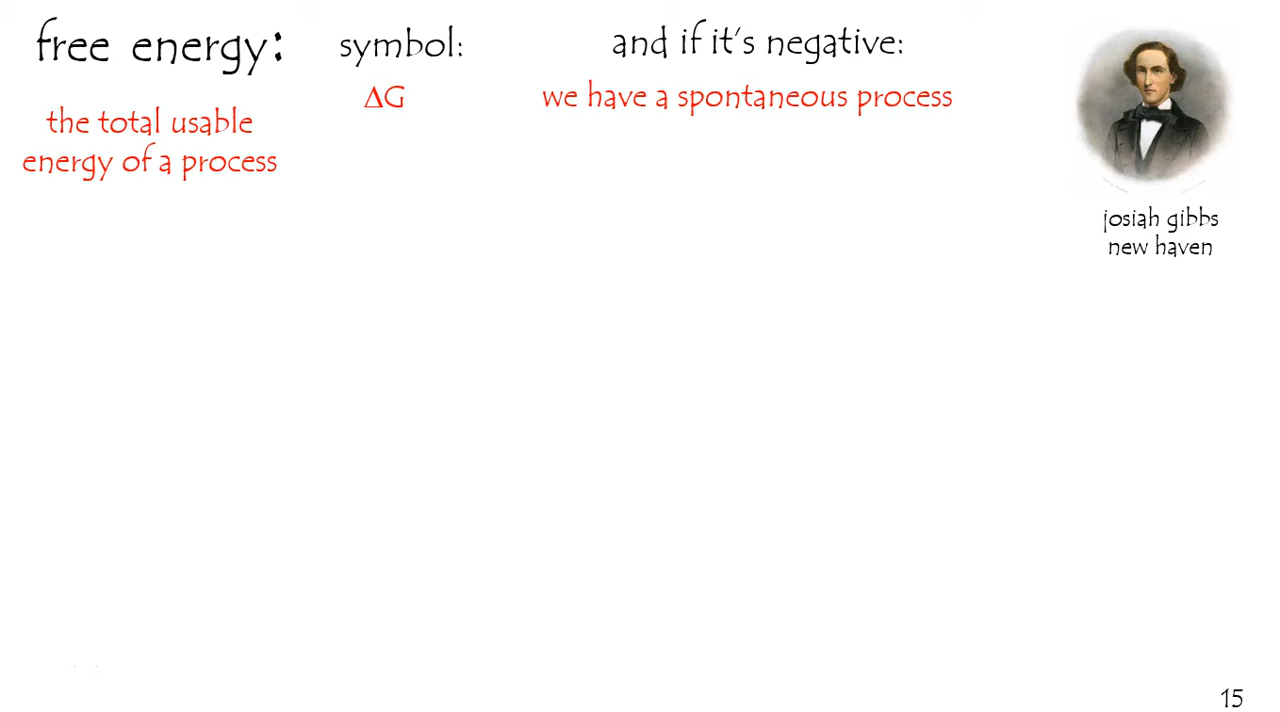 free energy:
the total usable
energy of a process
symbol:
ΔG
and if it's negative:
we have a spontaneous process
josiah gibbs
new haven
15